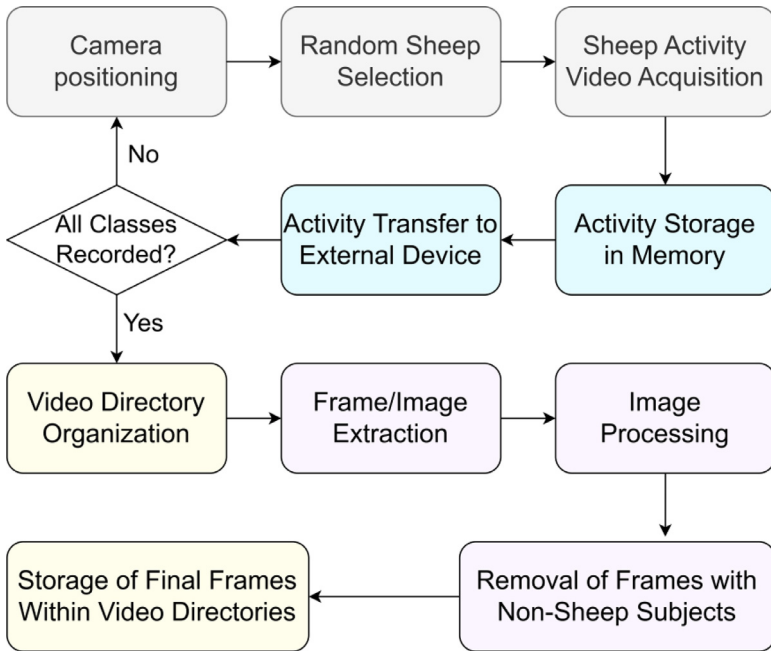 Camera
positioning
Random Sheep
Selection
Sheep Activity
Video Acquisition
No
All Classes
Recorded?
Activity Transfer to
External Device
Activity Storage
in Memory
Yes
Video Directory
Organization
Frame/Image
Extraction
Image
Processing
Storage of Final Frames
Within Video Directories
Removal of Frames with
Non-Sheep Subjects